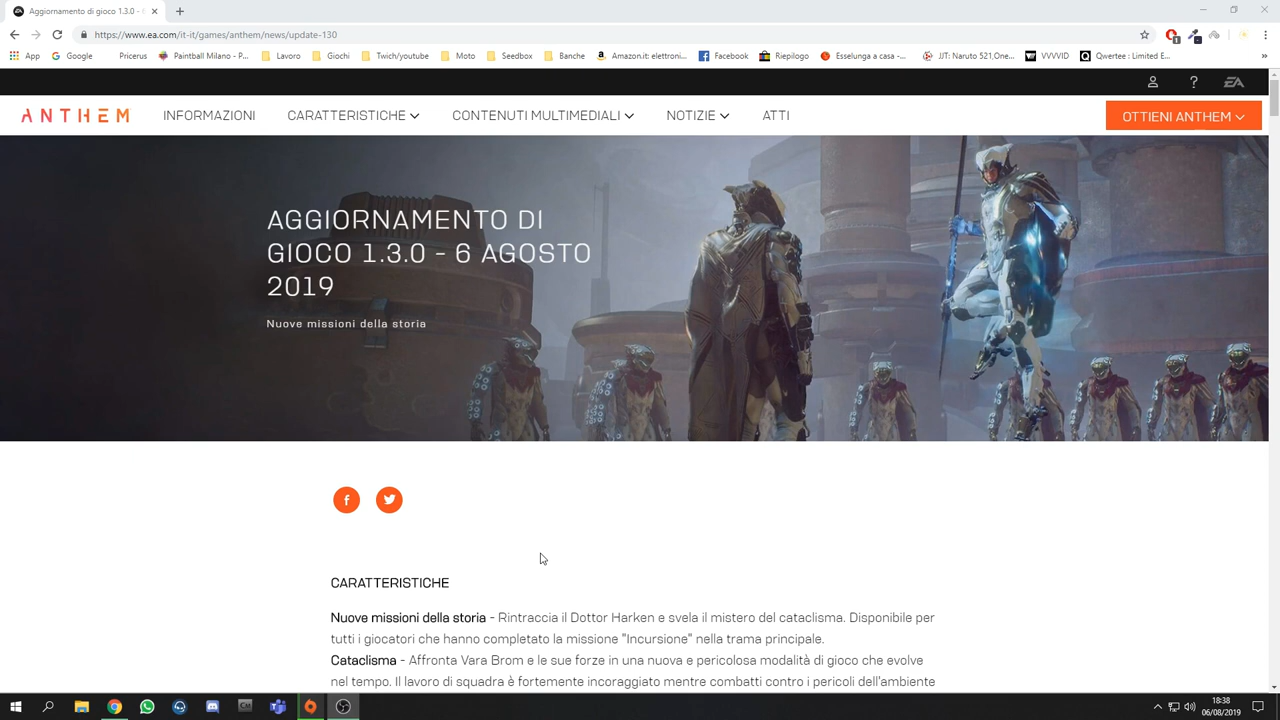 Aggiornamento di gioco 1.3.0 - 6
https://www.ea.com/it-it/games/anthem/news/update-130
App
Google
Pricerus
Paintball Milano - P...
Lavoro
Giochi
Twich/youtube
Moto
Seedbox
Banche
Amazon.it: elettroni...
Facebook
Riepilogo
Esselunga a casa -...
JJT: Naruto 521,One...
VVVVID
Qwertee : Limited E...
»
?
EA
ANTHEM
INFORMAZIONI
CARATTERISTICHE
CONTENUTI MULTIMEDIALI
NOTIZIE
ATTI
OTTIENI ANTHEM
AGGIORNAMENTO DI
GIOCO 1.3.0 - 6 AGOSTO
2019
Nuove missioni della storia
CARATTERISTICHE
Nuove missioni della storia - Rintraccia il Dottor Harken e svela il mistero del cataclisma. Disponibile per
tutti i giocatori che hanno completato la missione "Incursione" nella trama principale.
Cataclisma - Affronta Vara Brom e le sue forze in una nuova e pericolosa modalità di gioco che evolve
nel tempo. Il lavoro di squadra è fortemente incoraggiato mentre combatti contro i pericoli dell'ambiente
18:38
06/08/2019